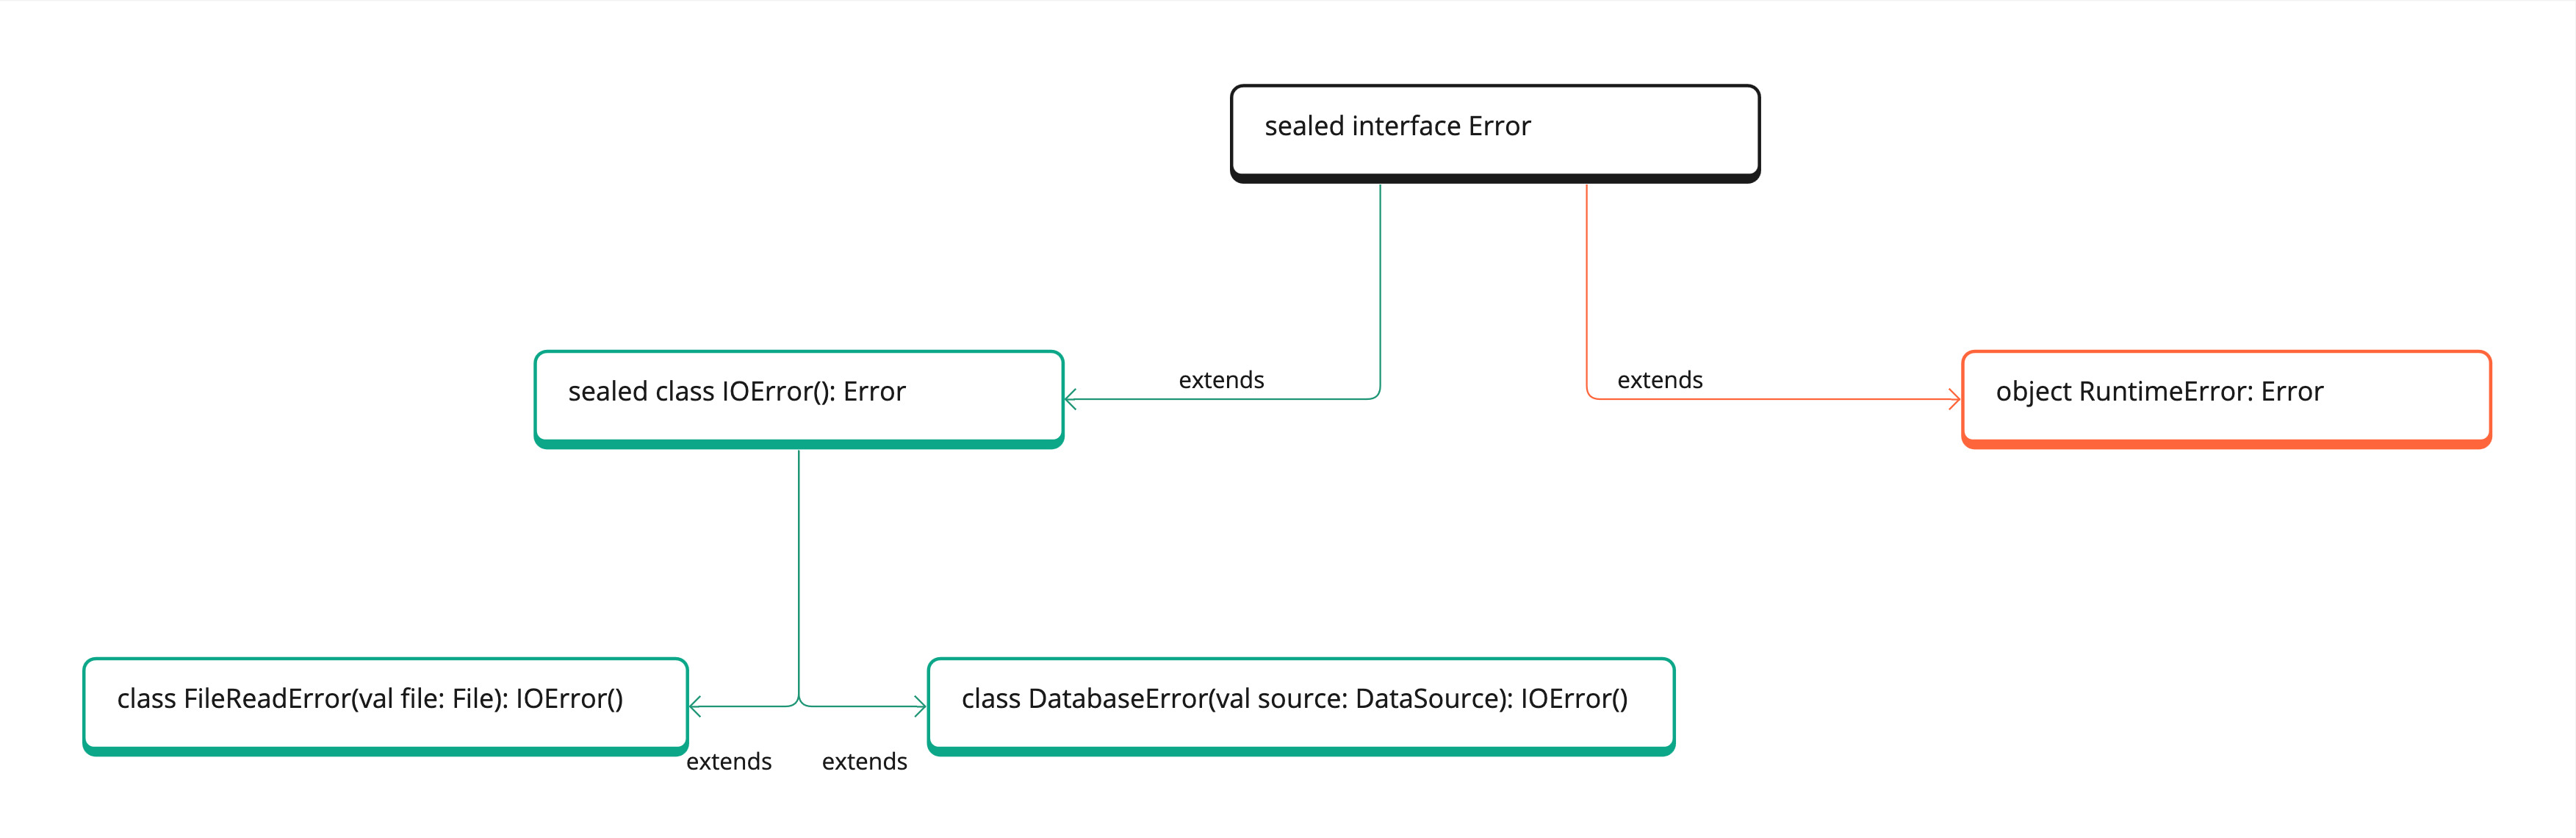 sealed interface Error
extends
extends
sealed class IOError(): Error
object RuntimeError: Error
class FileReadError(val file: File): IOError()
class DatabaseError(val source: DataSource): IOError()
extends
extends